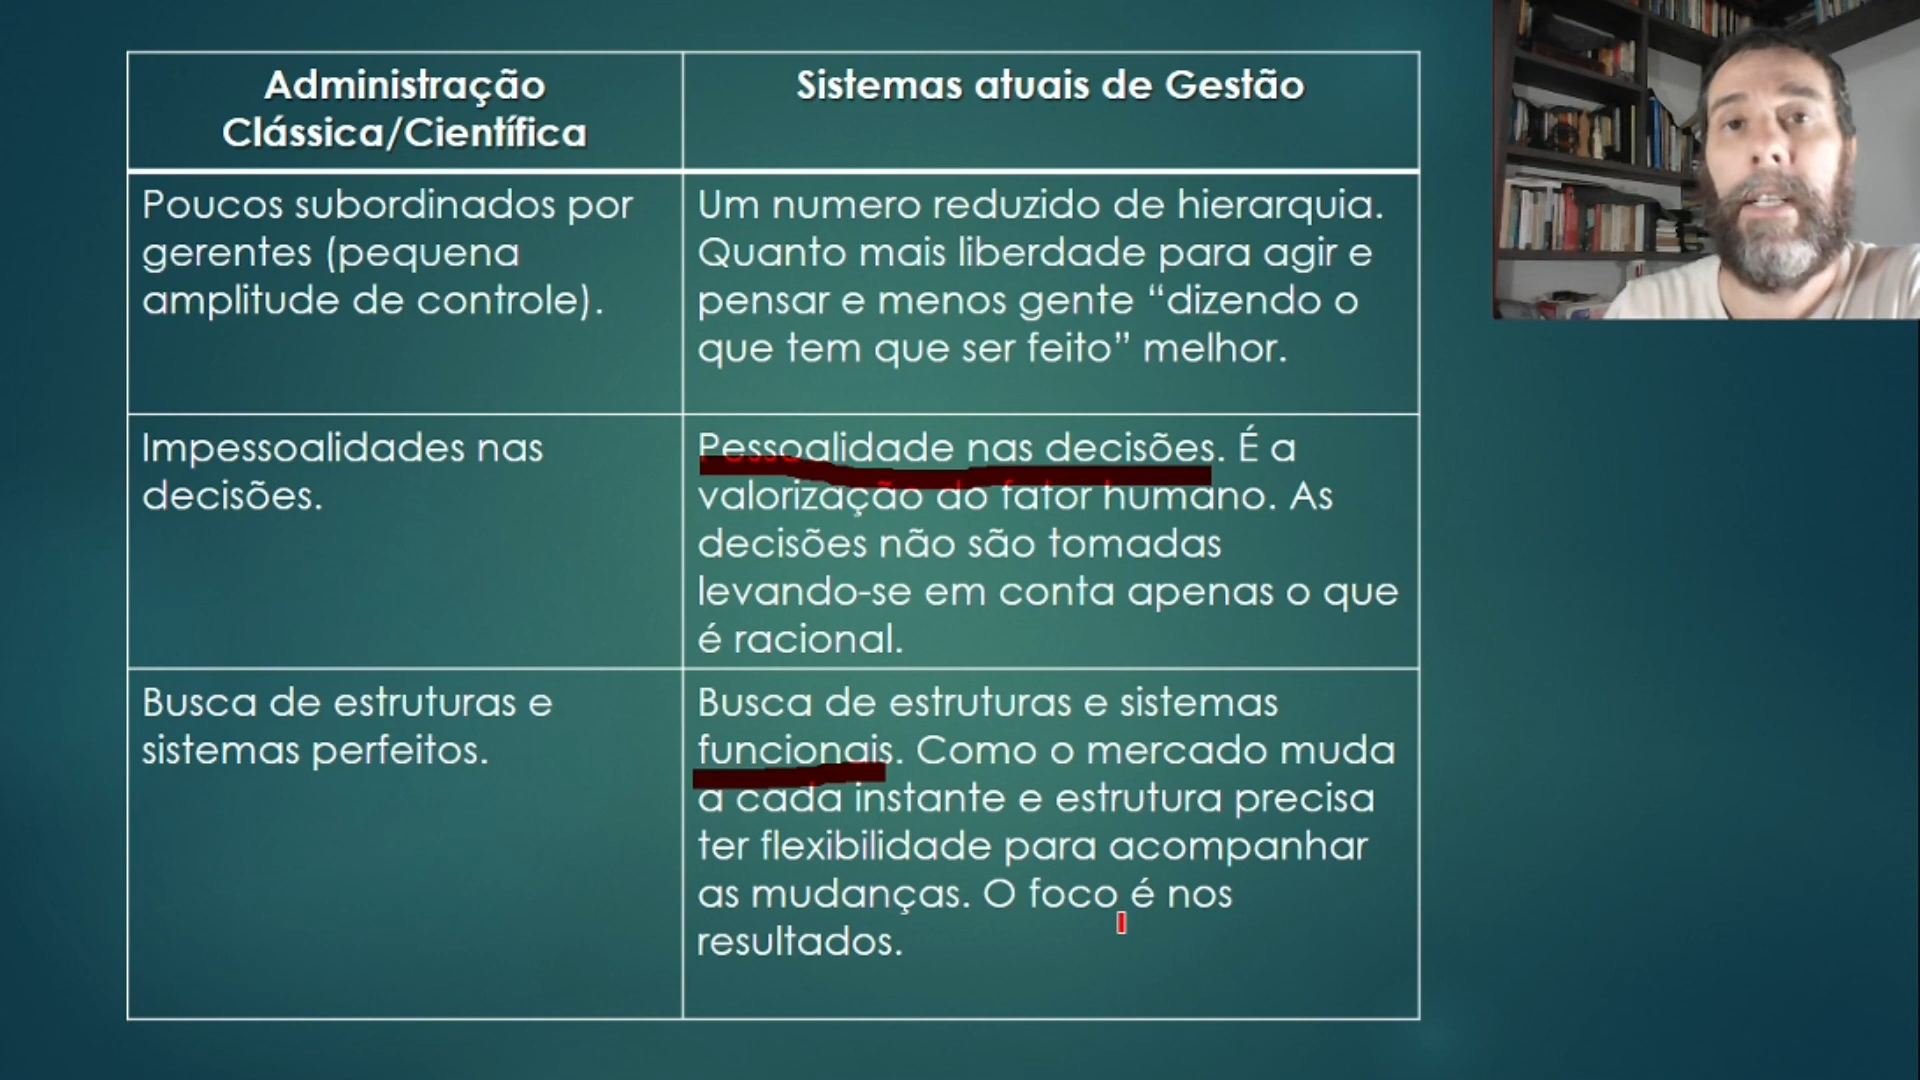 Administração
Clássica/Científica
Sistemas atuais de Gestão
Poucos subordinados por
gerentes (pequena
amplitude de controle).
Um numero reduzido de hierarquia.
Quanto mais liberdade para agir e
pensar e menos gente “dizendo o
que tem que ser feito” melhor.
Impessoalidades nas
decisões.
Pessoalidade nas decisões. É a
valorização do fator humano. As
decisões não são tomadas
levando-se em conta apenas o que
é racional.
Busca de estruturas e
sistemas perfeitos.
Busca de estruturas e sistemas
funcionais. Como o mercado muda
a cada instante e estrutura precisa
ter flexibilidade para acompanhar
as mudanças. O foco é nos
resultados.